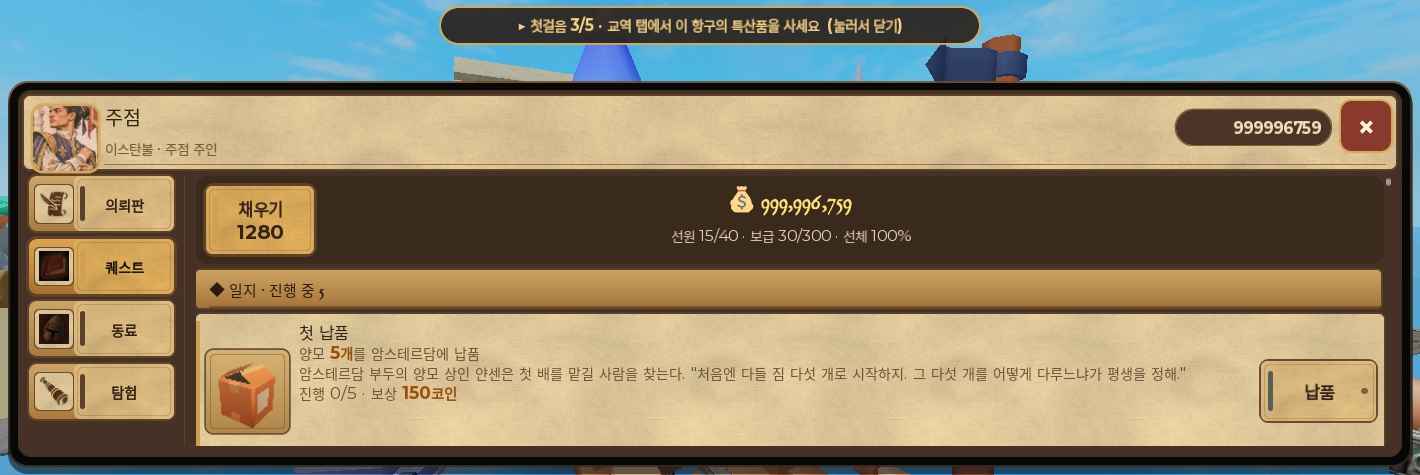 ▸ 첫걸음 3/5 · 교역 탭에서 이 항구의 특산품을 사세요 (눌러서 닫기)
주점
이스탄불 · 주점 주인
999996759
×
의뢰판
퀘스트
동료
탐험
채우기
1280
999,996,759
선원 15/40 · 보급 30/300 · 선체 100%
◆ 일지 · 진행 중 5
첫 납품
양모 5개를 암스테르담에 납품
암스테르담 부두의 양모 상인 얀센은 첫 배를 맡길 사람을 찾는다. "처음엔 다들 짐 다섯 개로 시작하지. 그 다섯 개를 어떻게 다루느냐가 평생을 정해."
진행 0/5 · 보상 150코인
납품